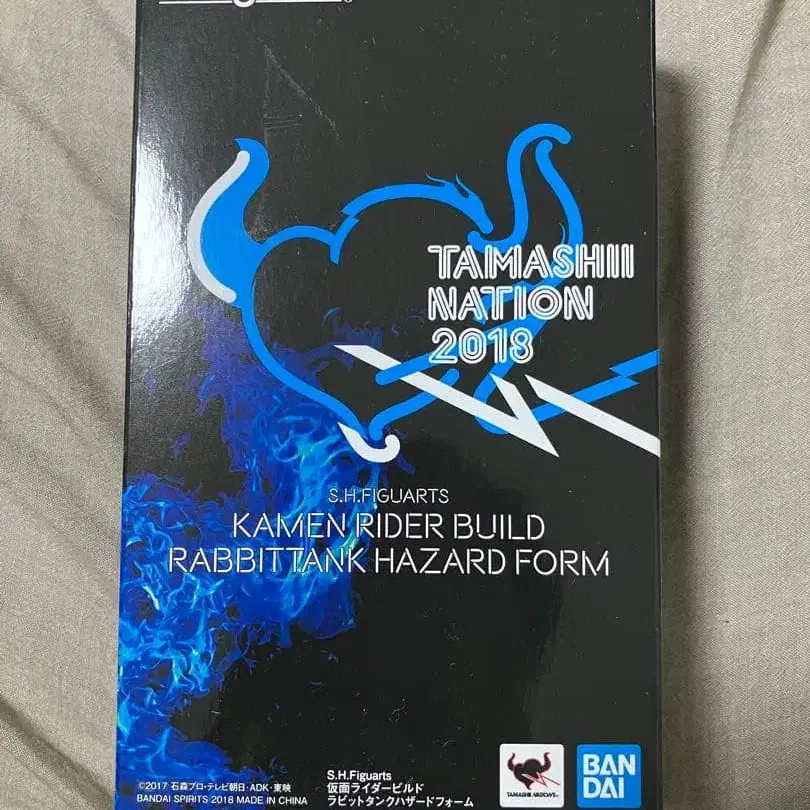 TAMASHII
NATION
2018
S.H.FIGUARTS
KAMEN RIDER BUILD
RABBITTANK HAZARD FORM
©2017 石森プロ・テレビ朝日・ADK・東映
BANDAI SPIRITS 2018 MADE IN CHINA
S.H.Figuarts
仮面ライダービルド
ラビットタンクハザードフォーム
TAMASHII NATIONS
BAN
DAI